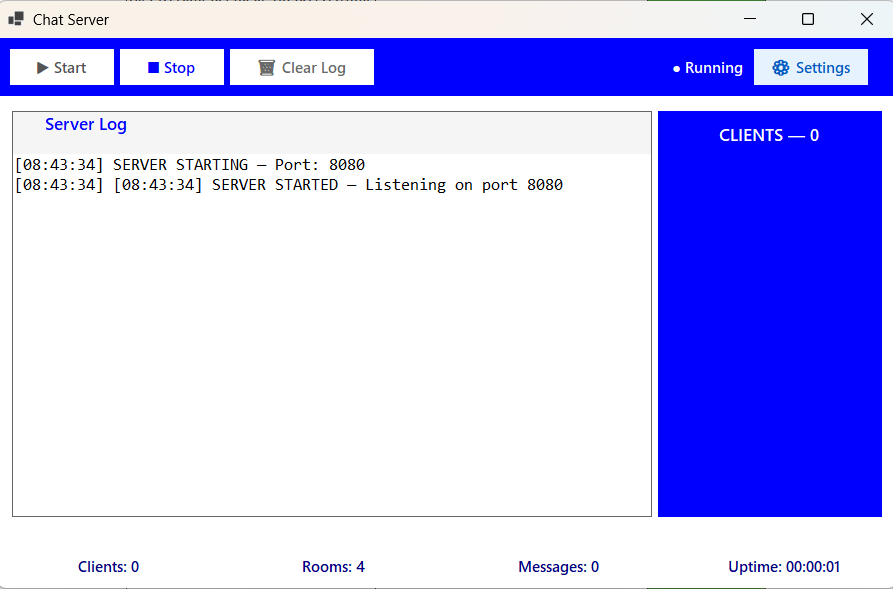 Chat Server
▶ Start
■ Stop
Clear Log
● Running
Settings
Server Log
CLIENTS — 0
[08:43:34] SERVER STARTING — Port: 8080
[08:43:34] [08:43:34] SERVER STARTED — Listening on port 8080
Clients: 0
Rooms: 4
Messages: 0
Uptime: 00:00:01